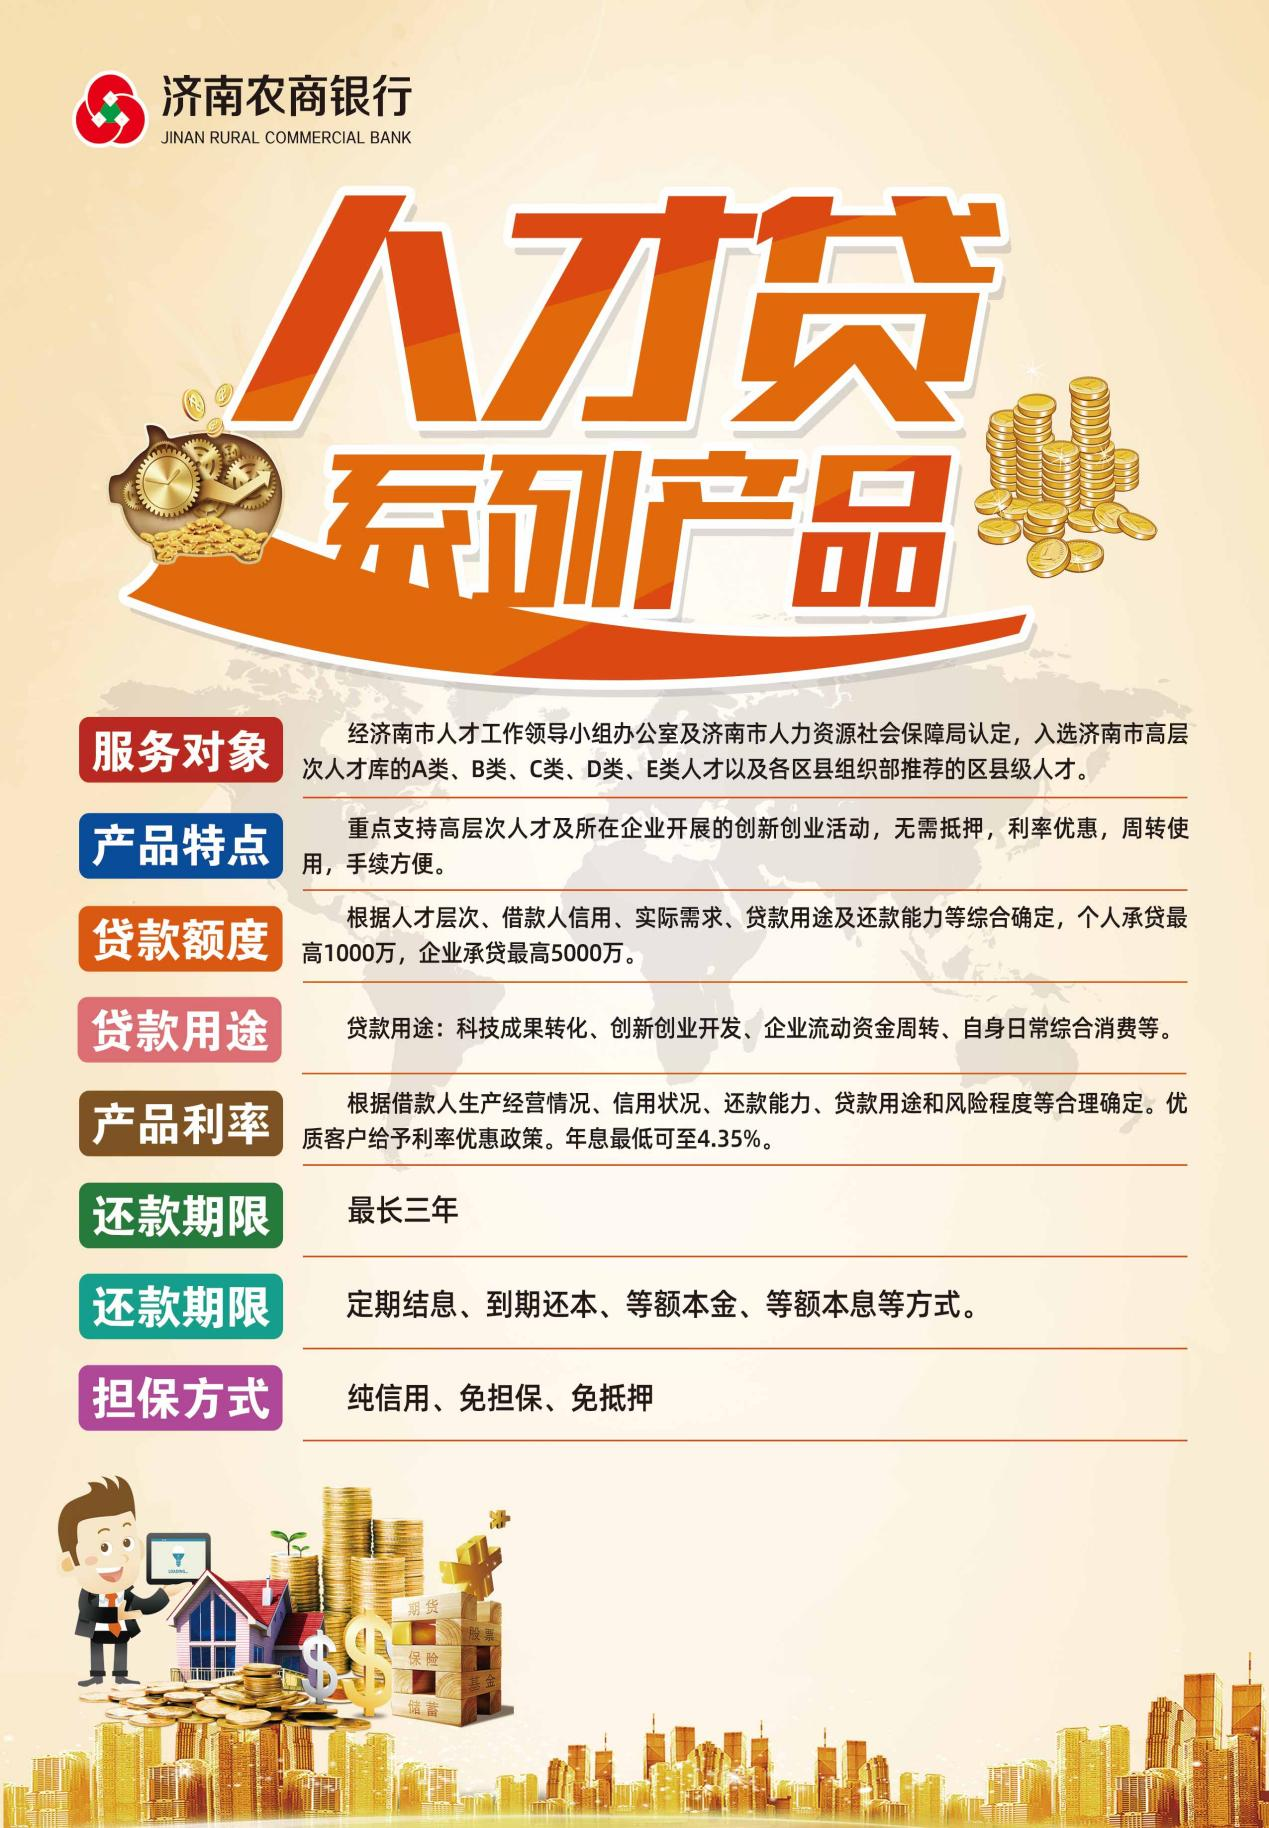 济南农商银行
JINAN RURAL COMMERCIAL BANK
人才贷
系列产品
服务对象
经济南市人才工作领导小组办公室及济南市人力资源社会保障局认定，入选济南市高层
次人才库的A类、B类、C类、D类、E类人才以及各区县组织部推荐的区县级人才。
产品特点
重点支持高层次人才及所在企业开展的创新创业活动，无需抵押，利率优惠，周转使
用，手续方便。
贷款额度
根据人才层次、借款人信用、实际需求、贷款用途及还款能力等综合确定，个人承贷最
高1000万，企业承贷最高5000万。
贷款用途
贷款用途：科技成果转化、创新创业开发、企业流动资金周转、自身日常综合消费等。
产品利率
根据借款人生产经营情况、信用状况、还款能力、贷款用途和风险程度等合理确定。优
质客户给予利率优惠政策。年息最低可至4.35%。
还款期限
最长三年
还款期限
定期结息、到期还本、等额本金、等额本息等方式。
担保方式
纯信用、免担保、免抵押
LOADING...
期货
股票
保险
基金
储蓄